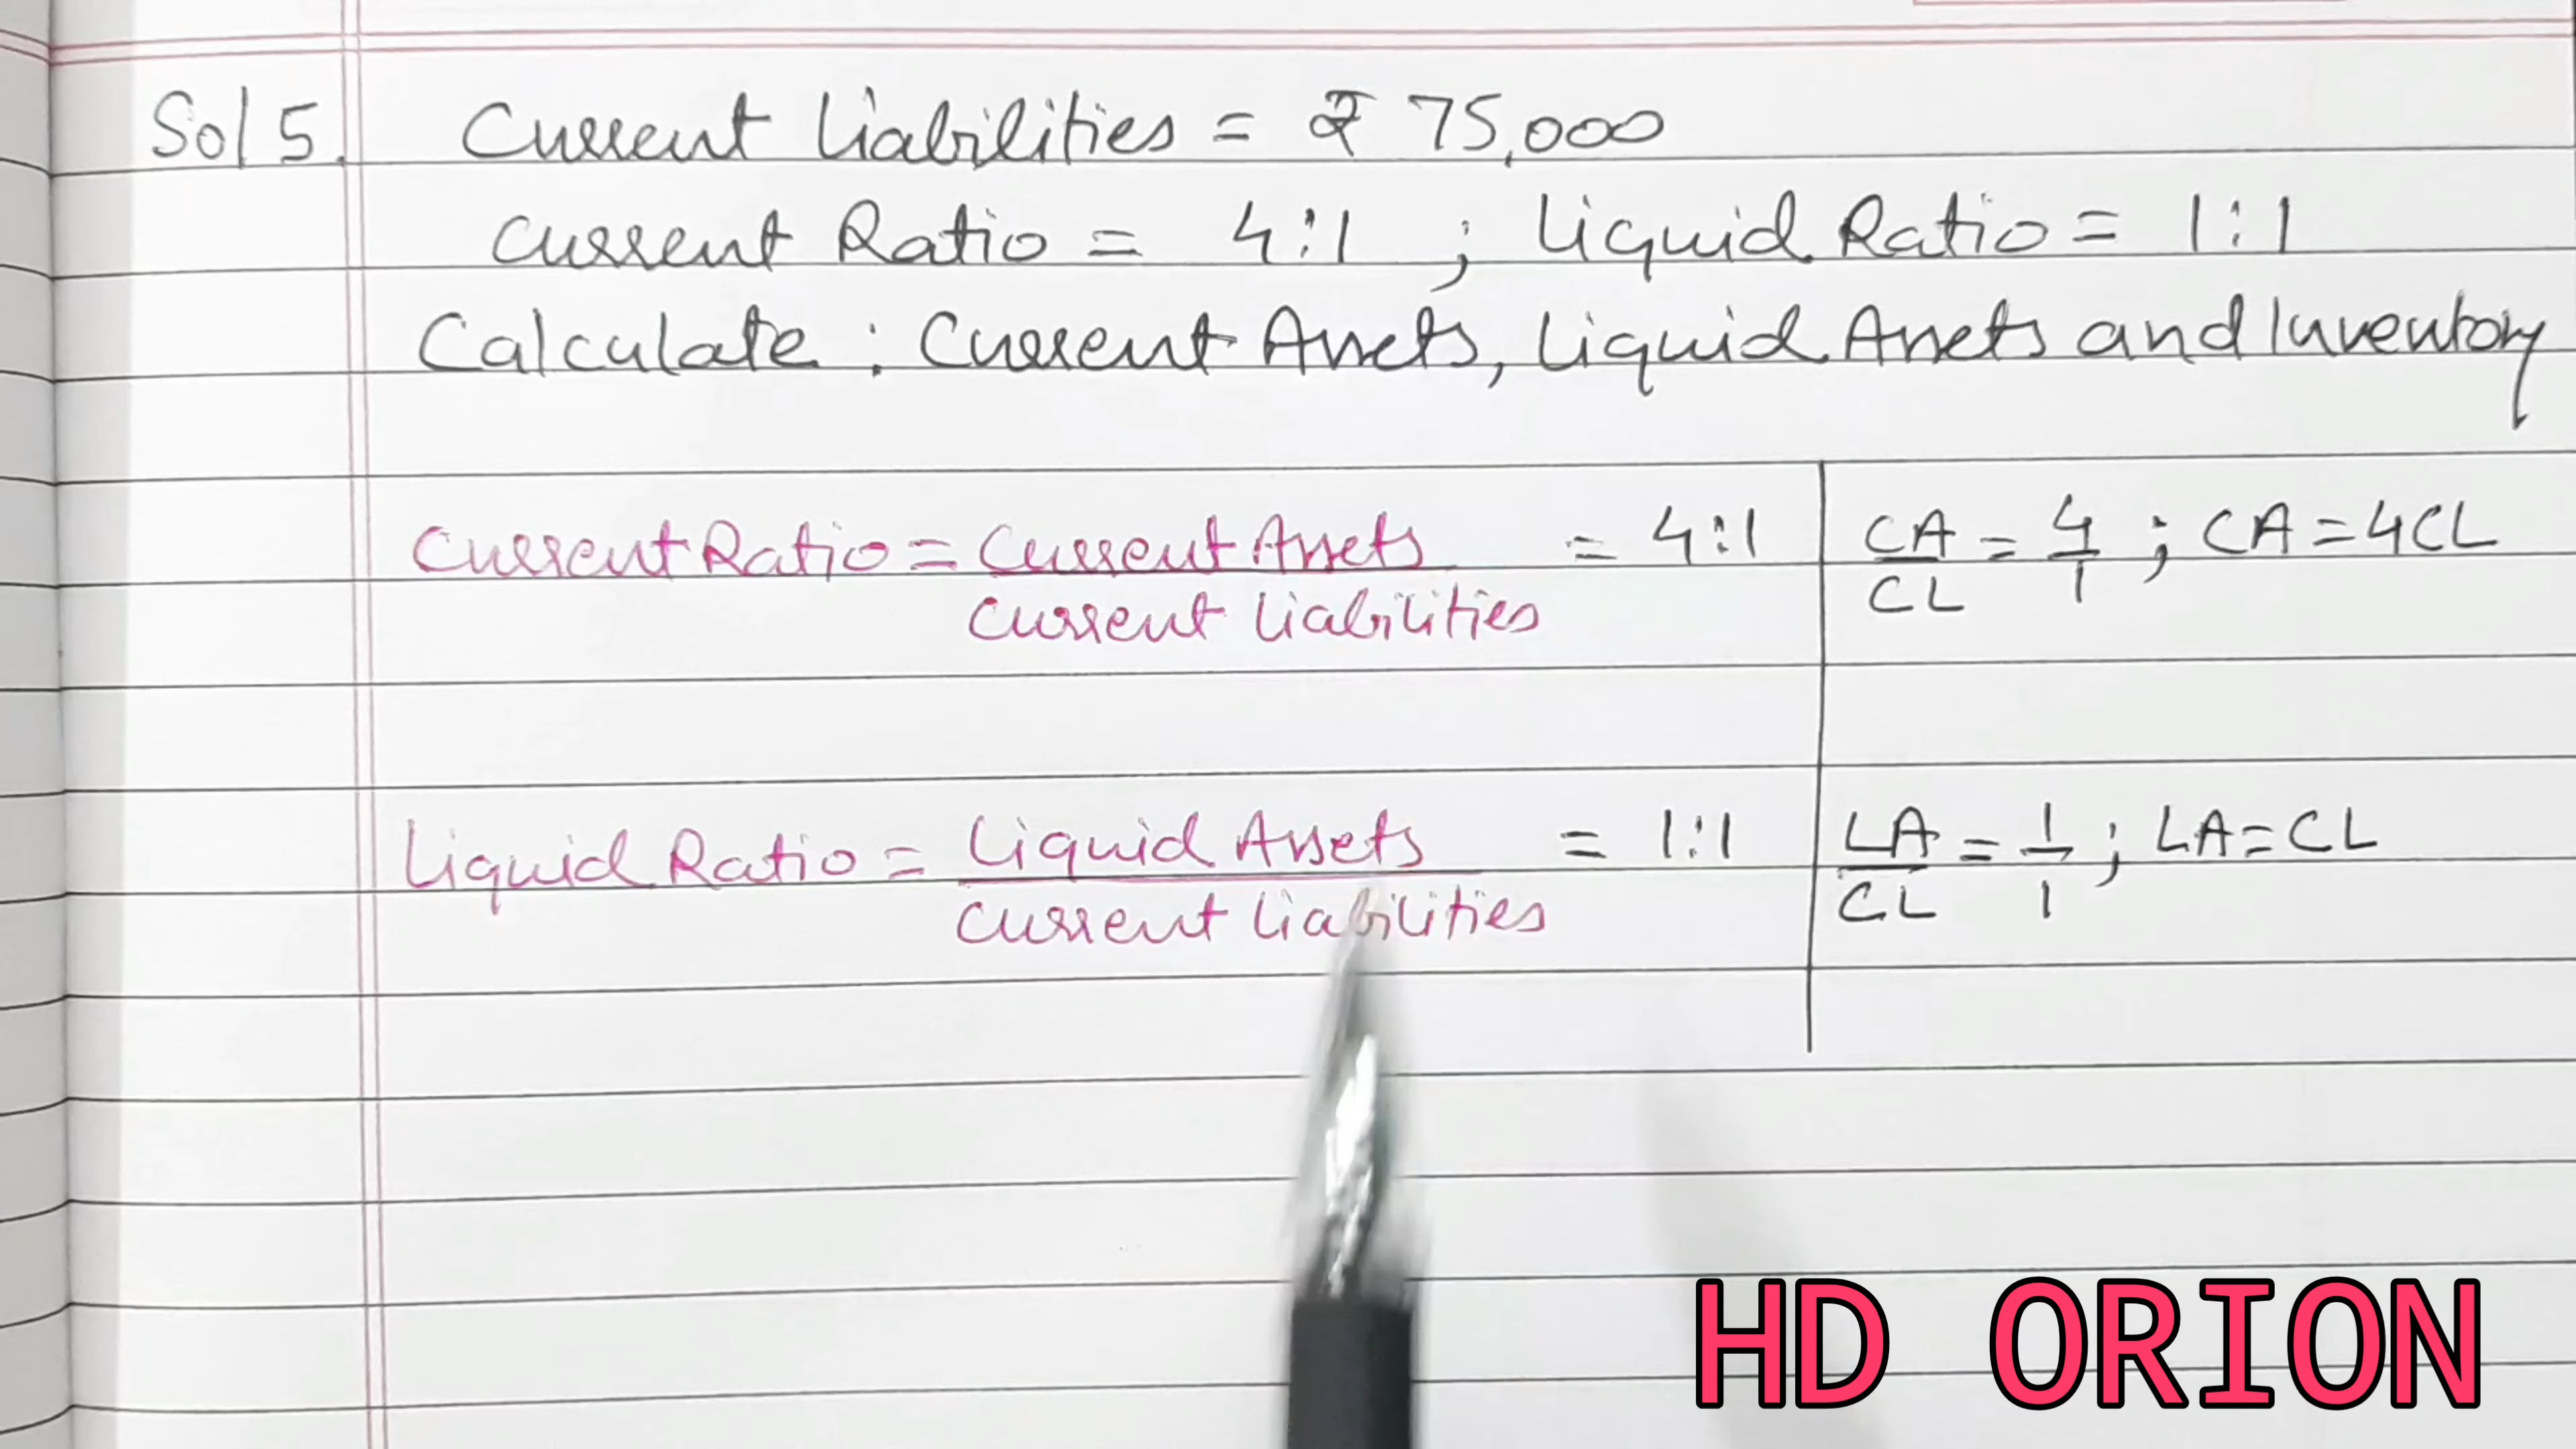 Sol 5. Current Liabilities = ₹ 75,000
Current Ratio = 4:1 ; Liquid Ratio = 1:1
Calculate : Current Assets, Liquid Assets and Inventory
Current Ratio = Current Assets = 4:1 CA = 4 ; CA = 4CL
Current Liabilities CL 1
Liquid Ratio = Liquid Assets = 1:1 LA = 1 ; LA = CL
Current Liabilities CL 1
HD ORION